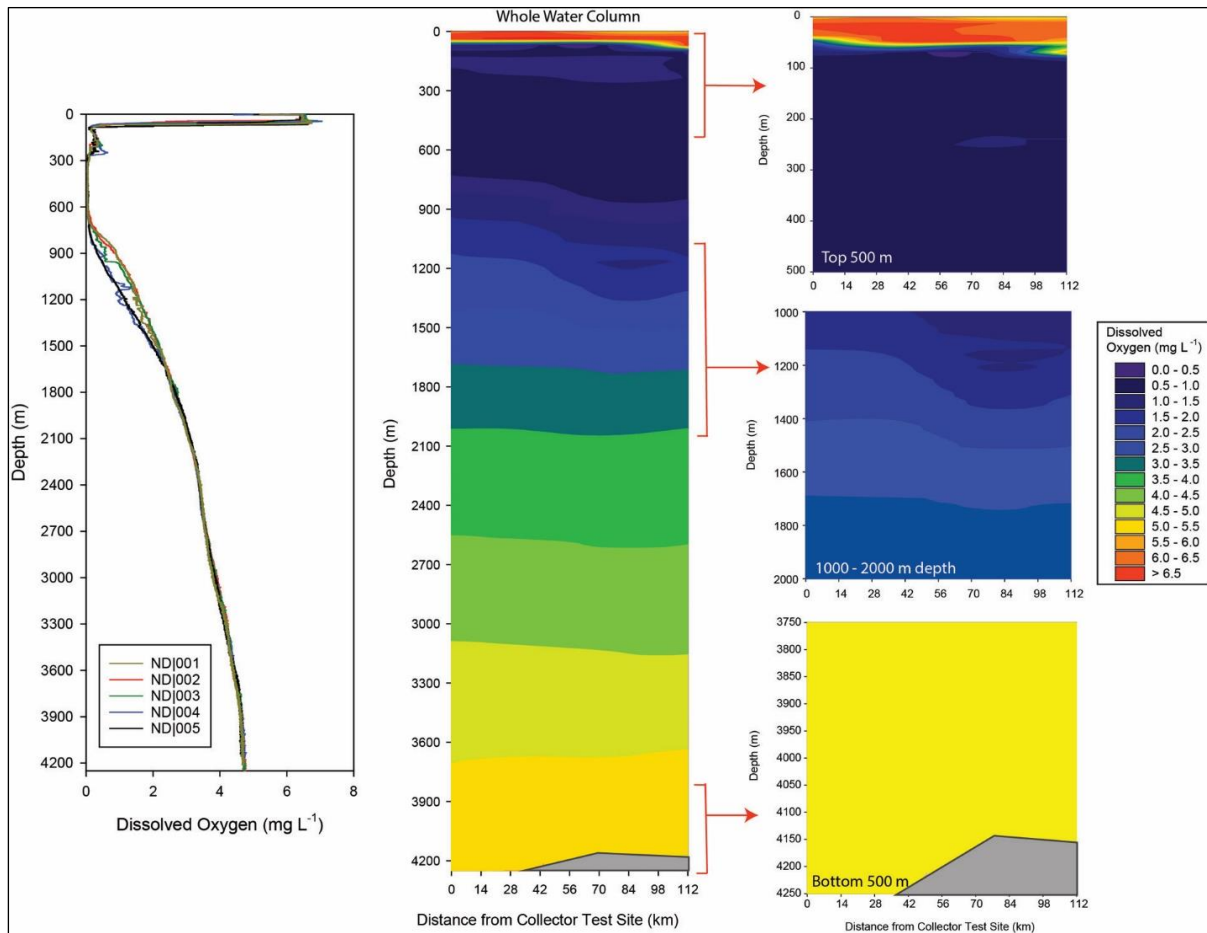 0
300
600
900
1200
1500
1800
2100
2400
2700
3000
3300
3600
3900
4200
Depth (m)
0 2 4 6 8
Dissolved Oxygen (mg L-1)
ND|001
ND|002
ND|003
ND|004
ND|005
Whole Water Column
0
300
600
900
1200
1500
1800
2100
2400
2700
3000
3300
3600
3900
4200
Depth (m)
0 14 28 42 56 70 84 98 112
Distance from Collector Test Site (km)
0
100
200
300
400
500
Depth (m)
Top 500 m
0 14 28 42 56 70 84 98 112
1000
1200
1400
1600
1800
2000
Depth (m)
1000 - 2000 m depth
0 14 28 42 56 70 84 98 112
3750
3800
3850
3900
3950
4000
4050
4100
4150
4200
4250
Depth (m)
Bottom 500 m
0 14 28 42 56 70 84 98 112
Distance from Collector Test Site (km)
Dissolved
Oxygen (mg L-1)
0.0 - 0.5
0.5 - 1.0
1.0 - 1.5
1.5 - 2.0
2.0 - 2.5
2.5 - 3.0
3.0 - 3.5
3.5 - 4.0
4.0 - 4.5
4.5 - 5.0
5.0 - 5.5
5.5 - 6.0
6.0 - 6.5
> 6.5